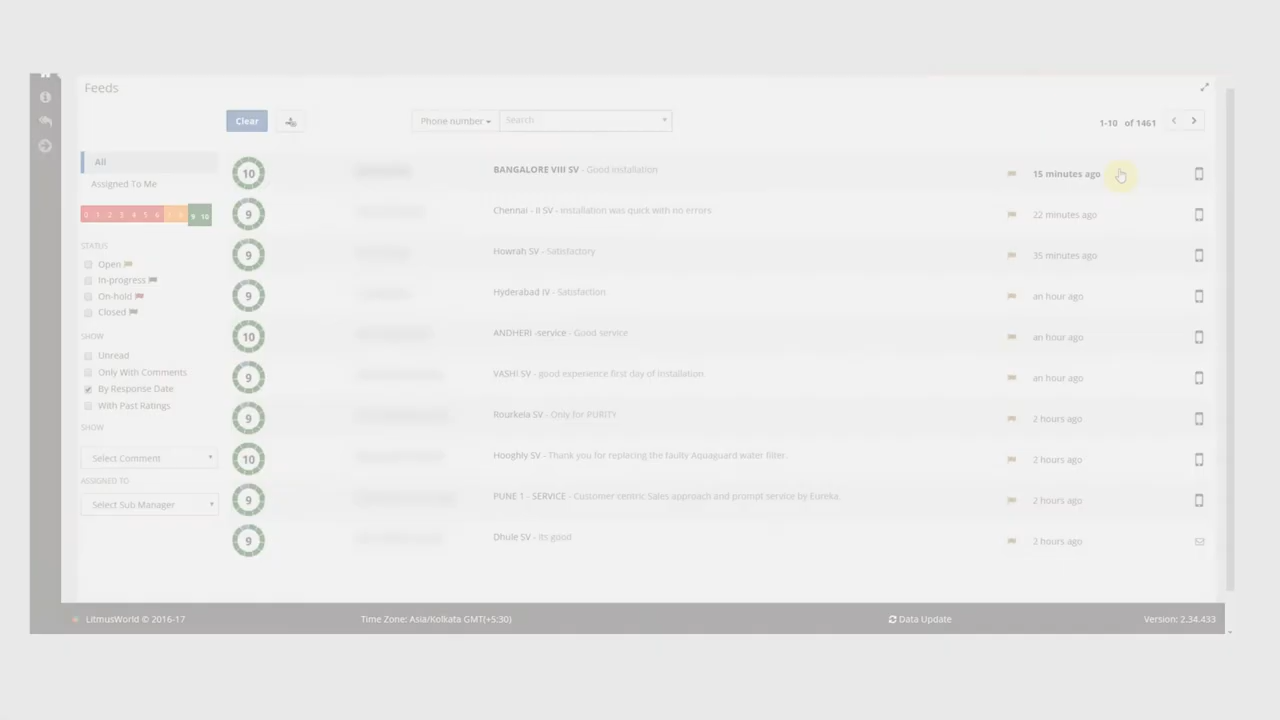 Feeds
Clear
Phone number
Search
1-10 of 1461
All
Assigned To Me
0 1 2 3 4 5 6 7 8 9 10
STATUS
Open
In-progress
On-hold
Closed
SHOW
Unread
Only With Comments
By Response Date
With Past Ratings
SHOW
Select Comment
ASSIGNED TO
Select Sub Manager
10 BANGALORE VIII SV - Good installation 15 minutes ago
9 Chennai - II SV - Installation was quick with no errors 22 minutes ago
9 Howrah SV - Satisfactory 35 minutes ago
9 Hyderabad IV - Satisfaction an hour ago
10 ANDHERI -service - Good service an hour ago
9 VASHI SV - good experience first day of installation an hour ago
9 Rourkela SV - Only for PURITY 2 hours ago
10 Hooghly SV - Thank you for replacing the faulty Aquaguard water filter. 2 hours ago
9 PUNE 1 - SERVICE - Customer centric Sales approach and prompt service by Eureka 2 hours ago
9 Dhule SV - Its good 2 hours ago
LitmusWorld © 2016-17
Time Zone: Asia/Kolkata GMT(+5:30)
Data Update
Version: 2.34.433